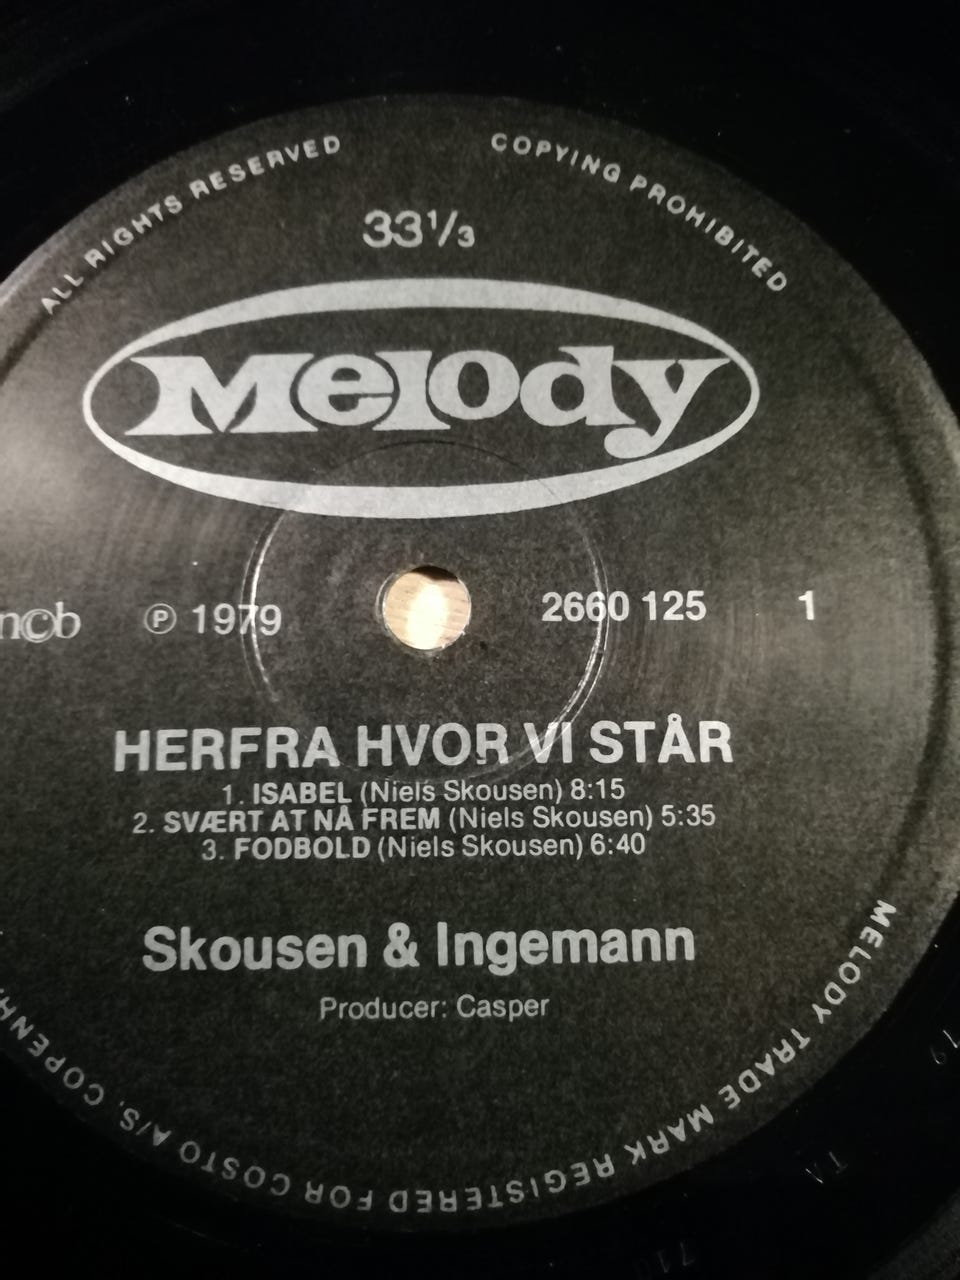 ALL RIGHTS RESERVED
COPYING PROHIBITED
33⅓
Melody
ncb
Ⓟ 1979
2660 125
1
HERFRA HVOR VI STÅR
1. ISABEL (Niels Skousen) 8:15
2. SVÆRT AT NÅ FREM (Niels Skousen) 5:35
3. FODBOLD (Niels Skousen) 6:40
Skousen & Ingemann
Producer: Casper
MELODY TRADE MARK REGISTERED FOR COSTO A/S. COPENHA